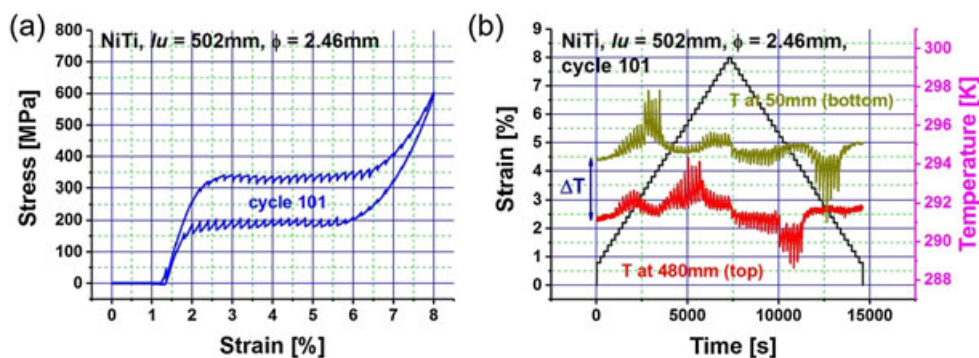 (a)
NiTi, lu = 502mm, ϕ = 2.46mm
Stress [MPa]
800
700
600
500
400
300
200
100
0
cycle 101
0 1 2 3 4 5 6 7 8
Strain [%]
(b)
NiTi, lu = 502mm, ϕ = 2.46mm,
cycle 101
Strain [%]
9
8
7
6
5
4
3
2
1
0
T at 50mm (bottom)
ΔT
T at 480mm (top)
0 5000 10000 15000
Time [s]
300
298
296
294
292
290
288
Temperature [K]